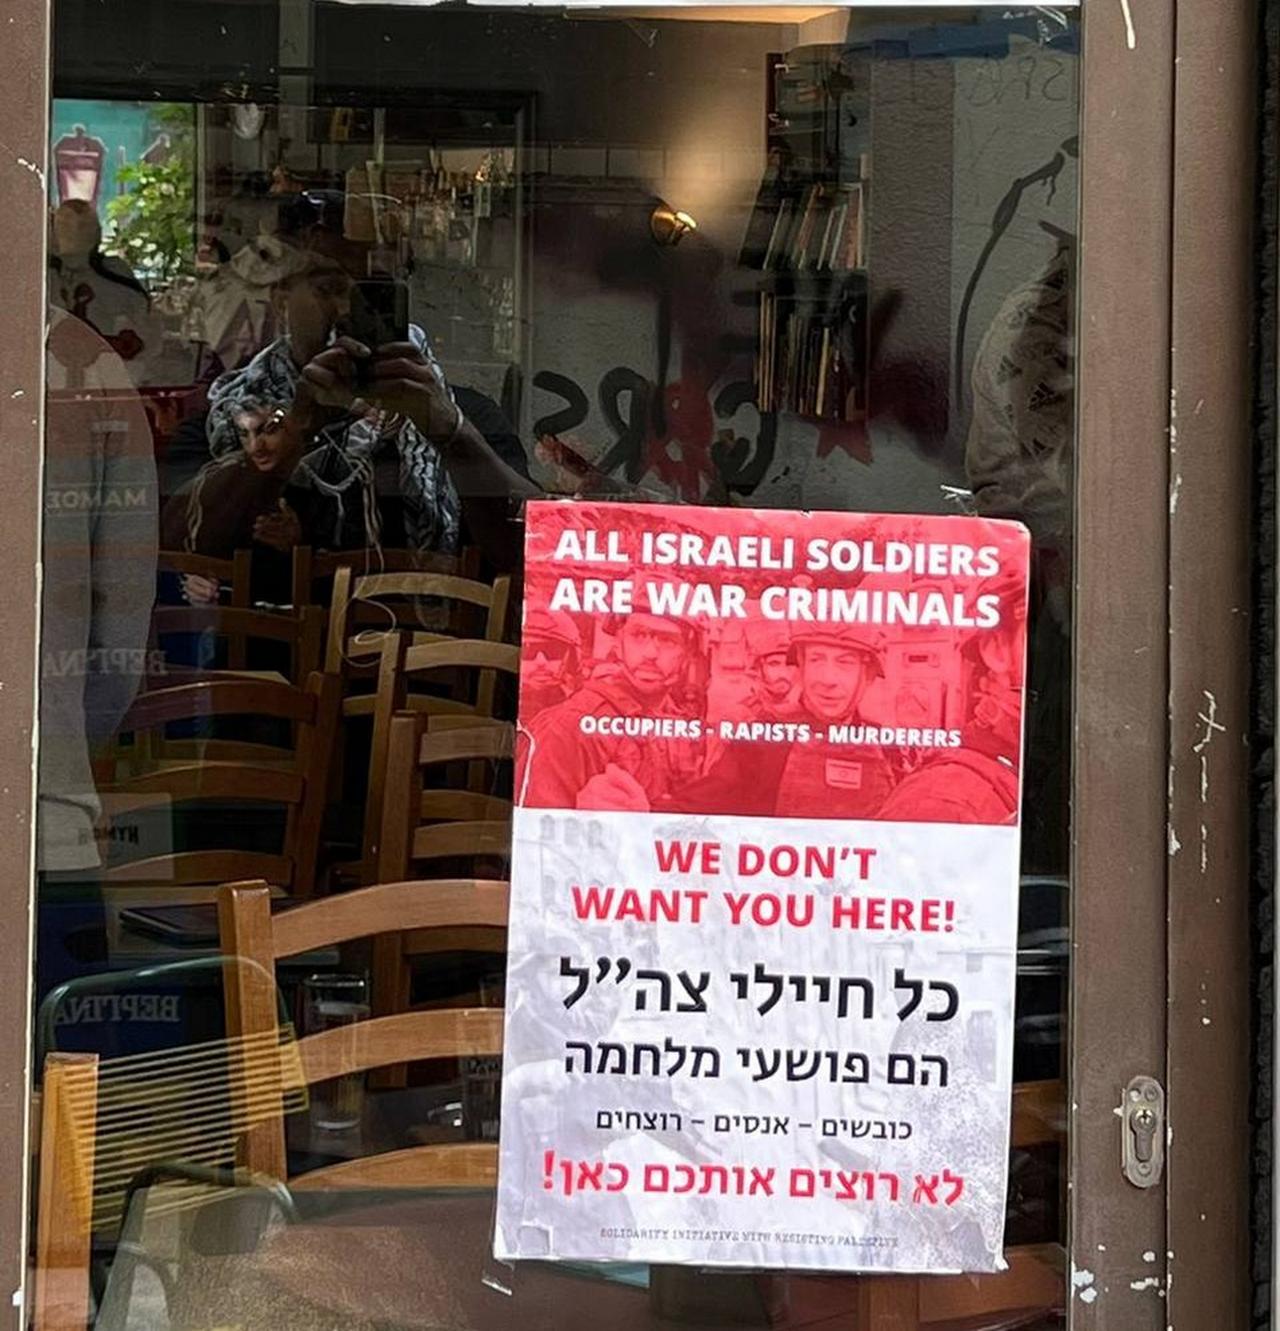 ALL ISRAELI SOLDIERS
ARE WAR CRIMINALS
OCCUPIERS - RAPISTS - MURDERERS
WE DON'T
WANT YOU HERE!
כל חיילי צה״ל
הם פושעי מלחמה
כובשים – אנסים – רוצחים
לא רוצים אותכם כאן!
SOLIDARITY INITIATIVE WITH RESISTING PALESTINE
ΒΕΡΓΙΝΑ